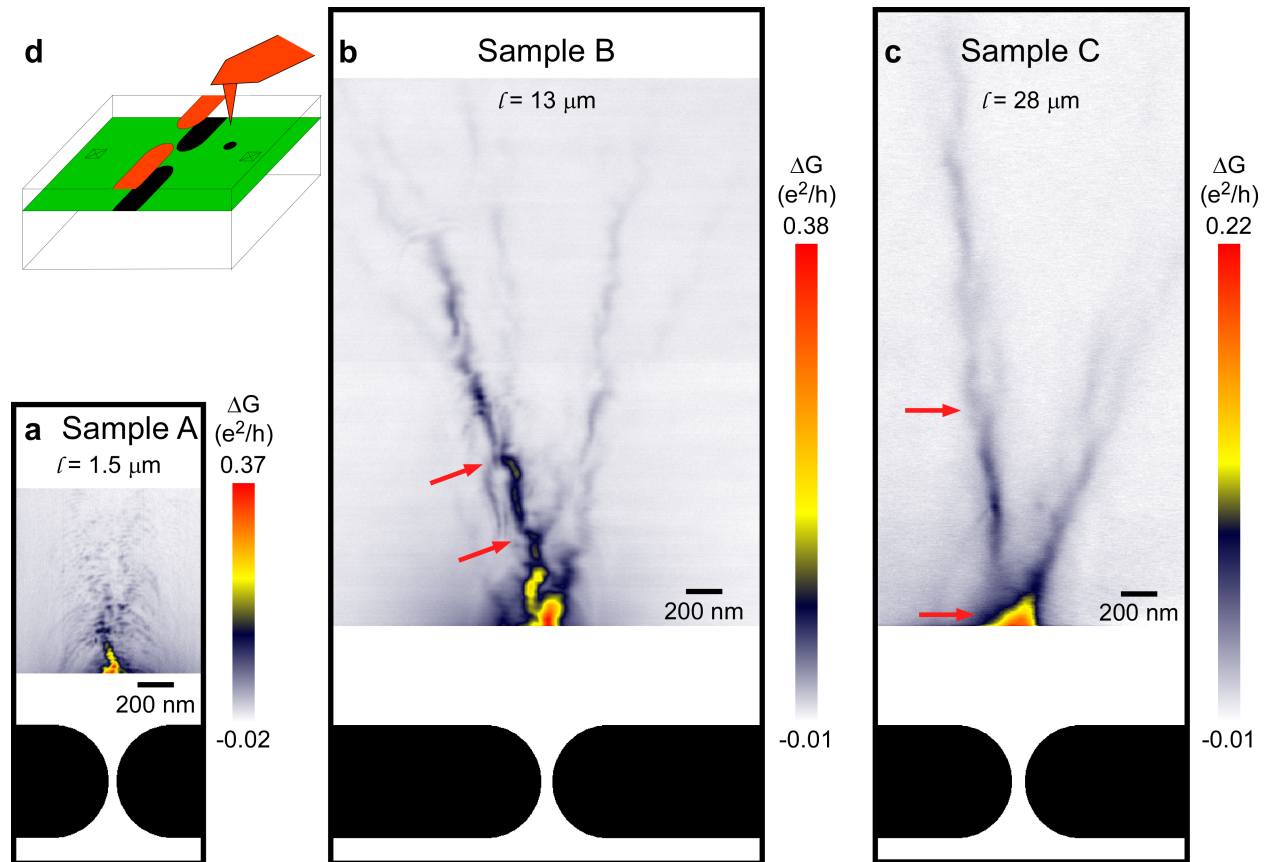 d
b
Sample B
ℓ = 13 μm
ΔG
(e²/h)
0.38
-0.01
200 nm
c
Sample C
ℓ = 28 μm
ΔG
(e²/h)
0.22
-0.01
200 nm
a Sample A
ℓ = 1.5 μm
ΔG
(e²/h)
0.37
-0.02
200 nm